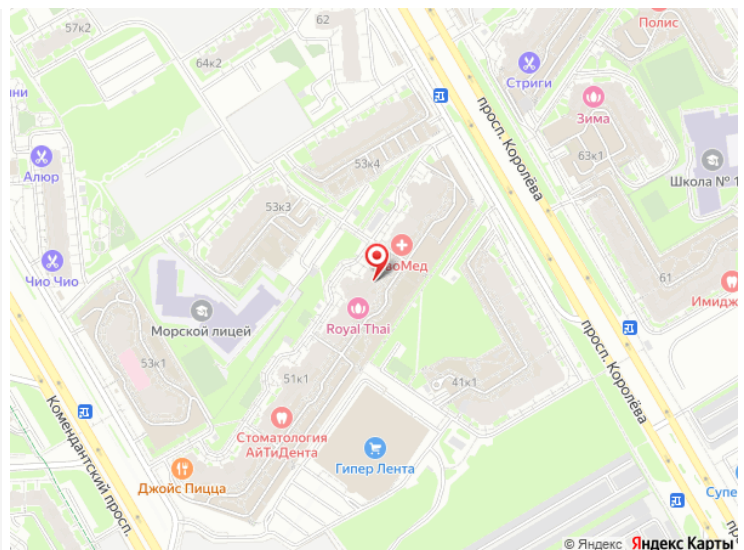 57к2
62
64к2
Полис
Стриги
Зима
просп. Королёва
63к1
Школа № 1
Алюр
53к4
53к3
Чио Чио
Морской лицей
Royal Thai
61
Имидж
просп. Королёва
53к1
51к1
41к1
Комендантский просп.
Стоматология
АйТиДента
Гипер Лента
Джойс Пицца
Супе
© Яндекс Яндекс Карты